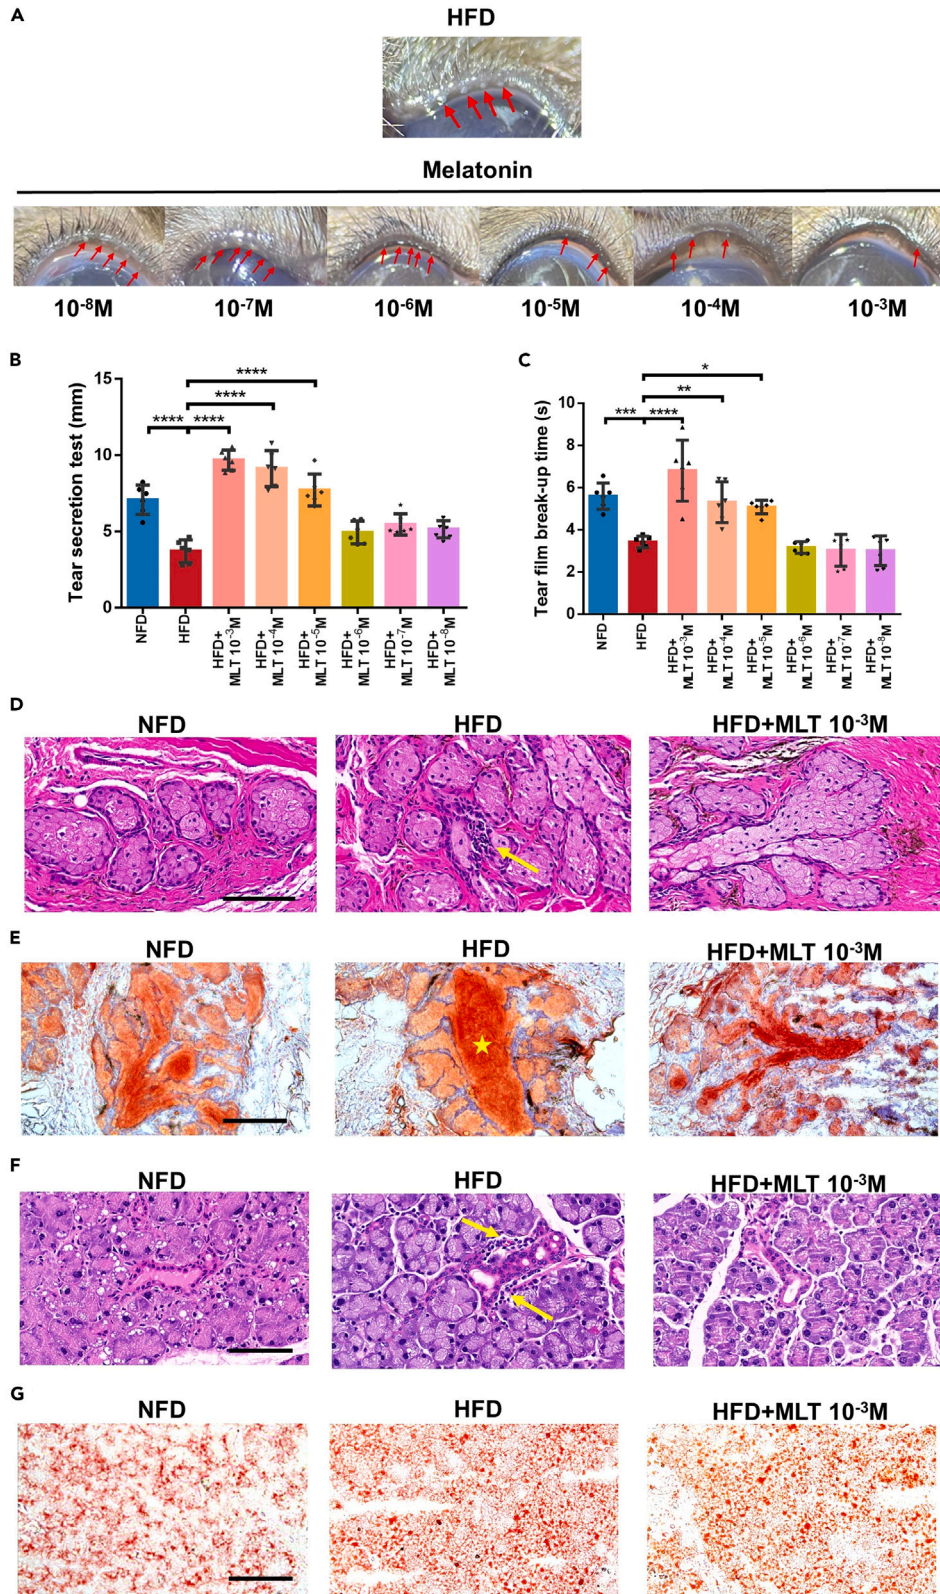 A
HFD
Melatonin
10⁻⁸M 10⁻⁷M 10⁻⁶M 10⁻⁵M 10⁻⁴M 10⁻³M
B
Tear secretion test (mm)
15
10
5
0
****
****
**** ****
NFD
HFD
HFD+
MLT 10⁻³M
HFD+
MLT 10⁻⁴M
HFD+
MLT 10⁻⁵M
HFD+
MLT 10⁻⁶M
HFD+
MLT 10⁻⁷M
HFD+
MLT 10⁻⁸M
C
Tear film break-up time (s)
10
8
6
4
2
0
*
**
*** ****
NFD
HFD
HFD+
MLT 10⁻³M
HFD+
MLT 10⁻⁴M
HFD+
MLT 10⁻⁵M
HFD+
MLT 10⁻⁶M
HFD+
MLT 10⁻⁷M
HFD+
MLT 10⁻⁸M
D
NFD HFD HFD+MLT 10⁻³M
E
NFD HFD HFD+MLT 10⁻³M
F
NFD HFD HFD+MLT 10⁻³M
G
NFD HFD HFD+MLT 10⁻³M